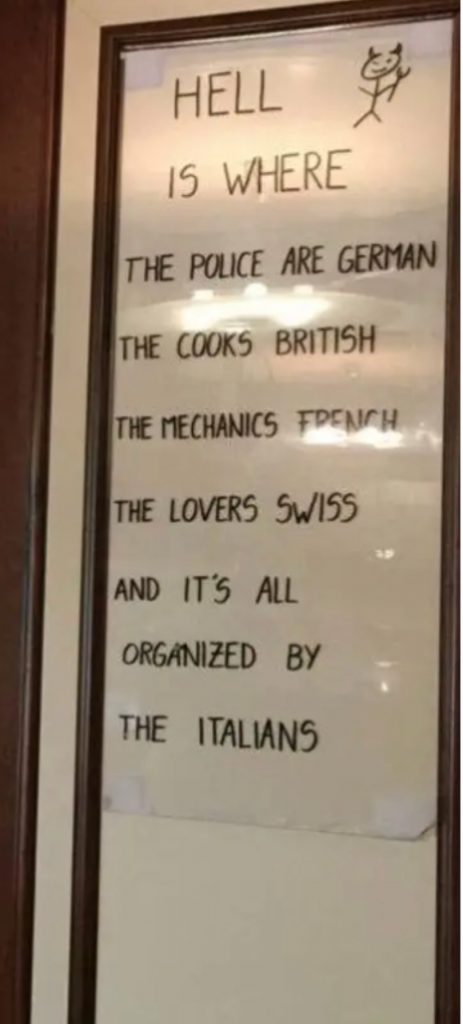 HELL
IS WHERE
THE POLICE ARE GERMAN
THE COOKS BRITISH
THE MECHANICS FRENCH
THE LOVERS SWISS
AND IT'S ALL
ORGANIZED BY
THE ITALIANS